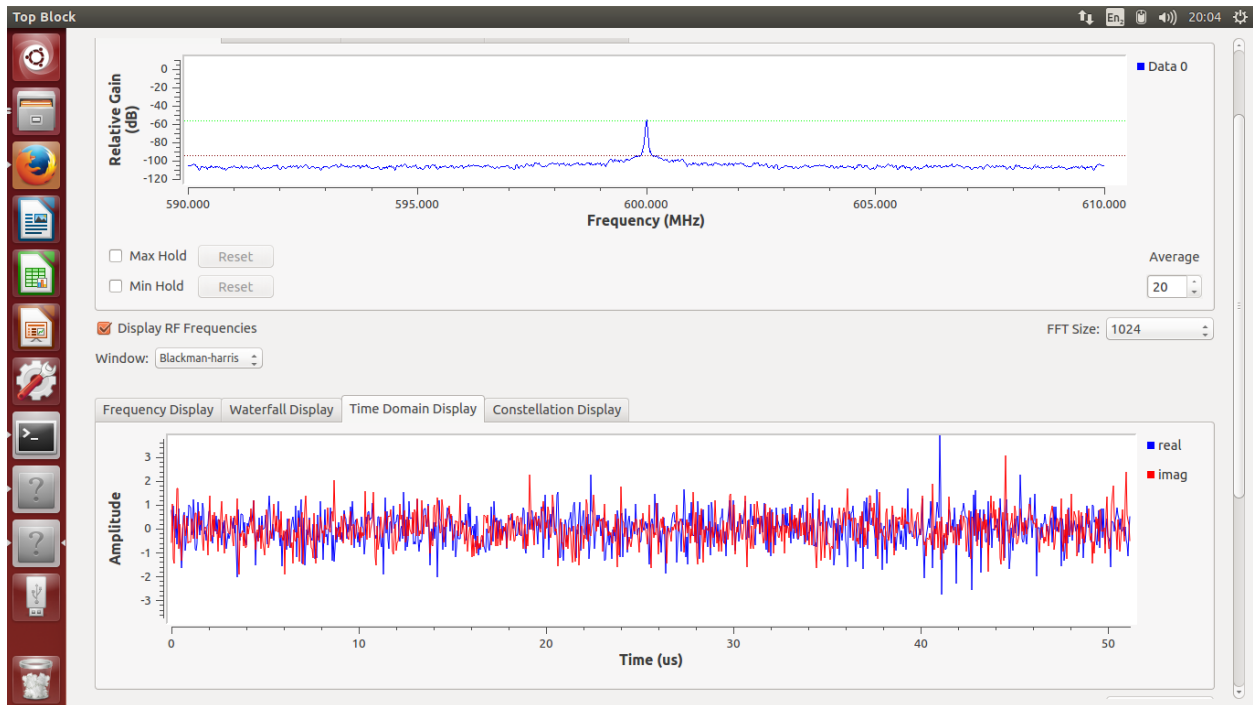 Top Block
En2
20:04
Relative Gain
(dB)
0
-20
-40
-60
-80
-100
-120
Data 0
590.000
595.000
600.000
605.000
610.000
Frequency (MHz)
Max Hold
Reset
Average
Min Hold
Reset
20
Display RF Frequencies
FFT Size:
1024
Window:
Blackman-harris
Frequency Display
Waterfall Display
Time Domain Display
Constellation Display
Amplitude
3
2
1
0
-1
-2
-3
real
imag
0
10
20
30
40
50
Time (us)